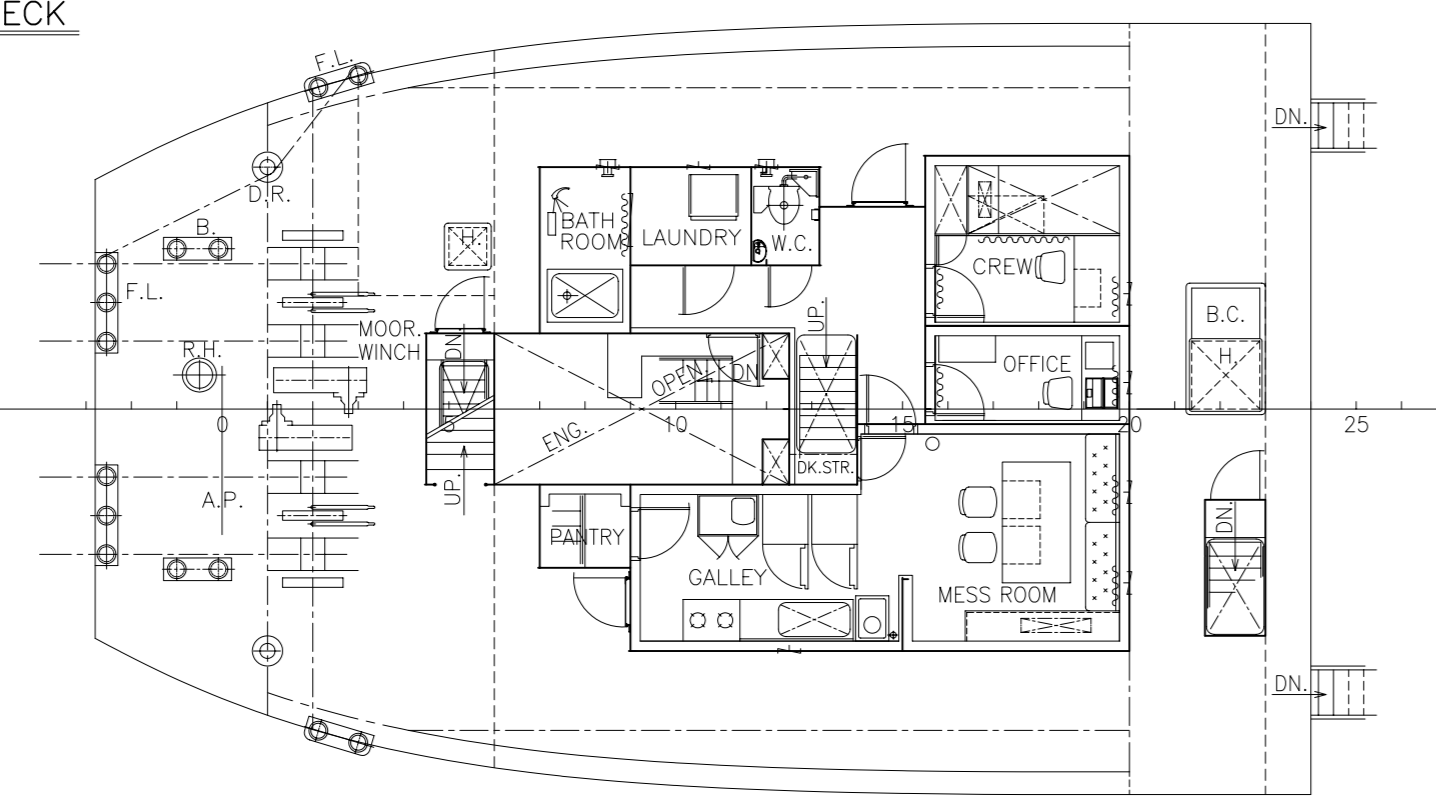 ECK
F.L.
DN.
D.R.
B.
BATH
ROOM
LAUNDRY
W.C.
H.
CREW
F.L.
MOOR.
WINCH
DN.
UP.
B.C.
R.H.
OPEN.
DN
OFFICE
H.
0
5
10
15
20
25
ENG.
DK.STR.
UP.
A.P.
PANTRY
GALLEY
MESS ROOM
DN.
DN.